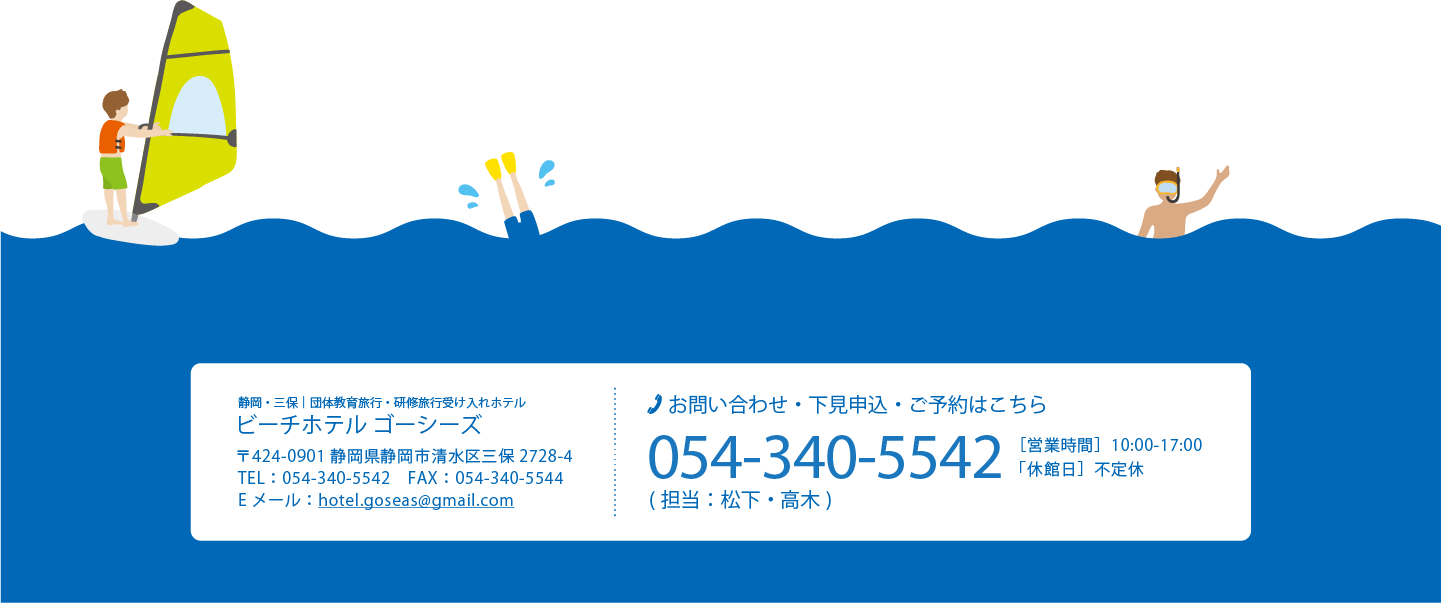 静岡・三保｜団体教育旅行・研修旅行受け入れホテル
ビーチホテル ゴーシーズ
〒424-0901 静岡県静岡市清水区三保 2728-4
TEL：054-340-5542　FAX：054-340-5544
E メール：hotel.goseas@gmail.com
お問い合わせ・下見申込・ご予約はこちら
054-340-5542
［営業時間］10:00-17:00
「休館日］不定休
( 担当：松下・高木 )